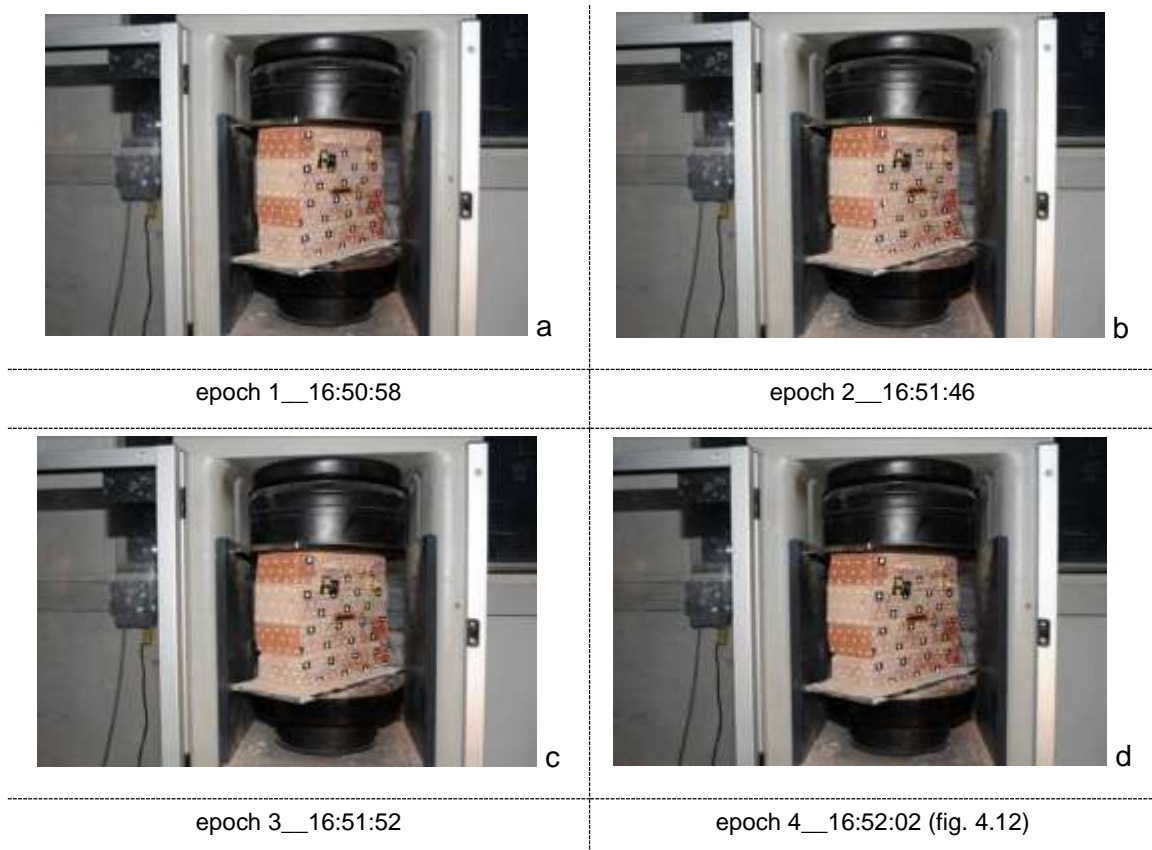 a
b
epoch 1__16:50:58
epoch 2__16:51:46
c
d
epoch 3__16:51:52
epoch 4__16:52:02 (fig. 4.12)